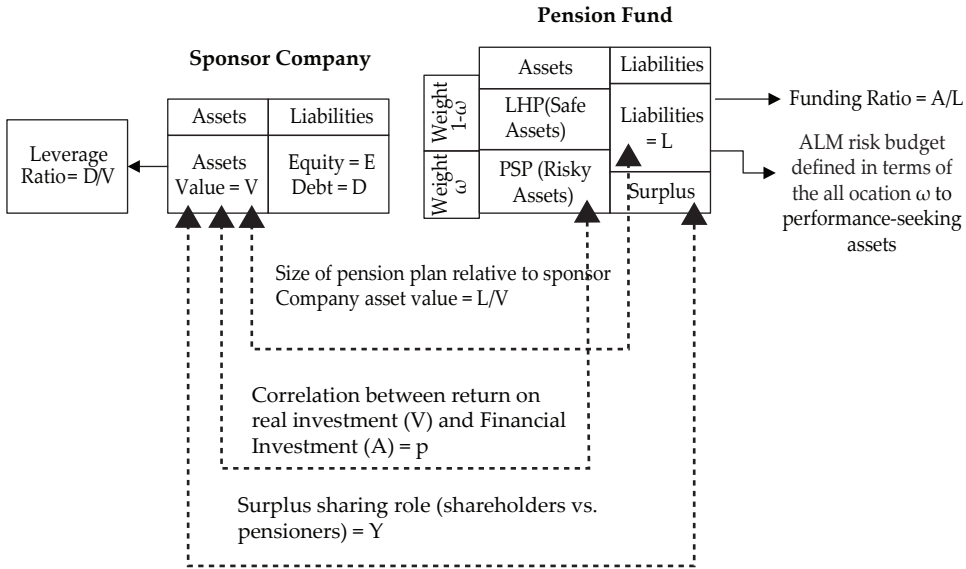 Pension Fund
Sponsor Company
Assets
Liabilities
Assets
Value = V
Equity = E
Debt = D
Leverage
Ratio= D/V
Weight
1-ω
Weight
ω
Assets
Liabilities
LHP(Safe
Assets)
PSP (Risky
Assets)
Liabilities
= L
Surplus
Funding Ratio = A/L
ALM risk budget
defined in terms of
the all ocation ω to
performance-seeking
assets
Size of pension plan relative to sponsor
Company asset value = L/V
Correlation between return on
real investment (V) and Financial
Investment (A) = p
Surplus sharing role (shareholders vs.
pensioners) = Y